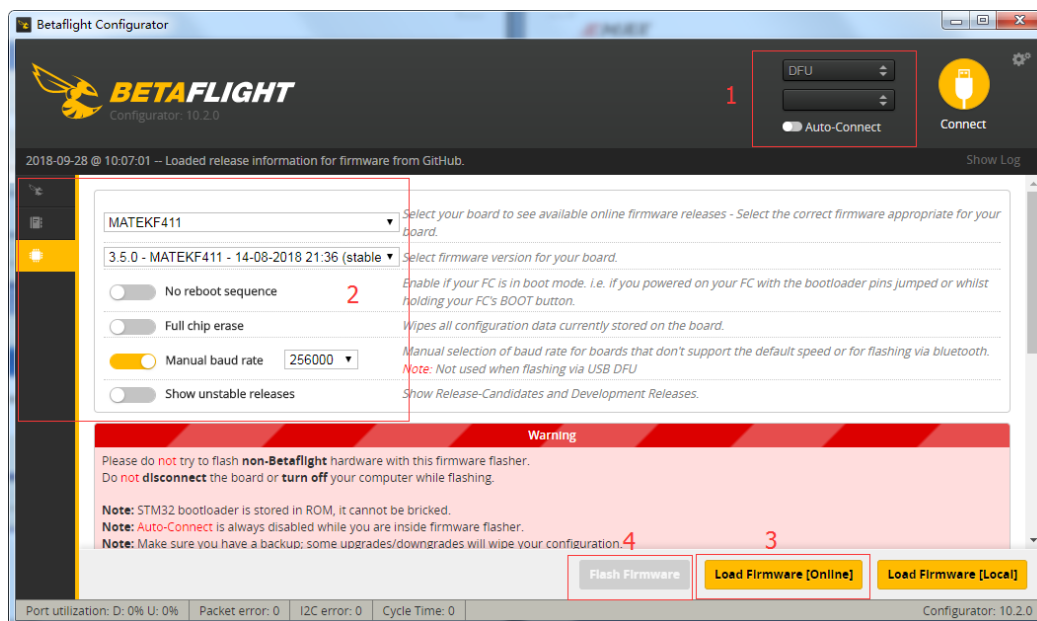 Betaflight Configurator
DFU
BETAFLIGHT
Configurator: 10.2.0
1
Auto-Connect
Connect
2018-09-28 @ 10:07:01 -- Loaded release information for firmware from GitHub.
Show Log
MATEKF411
Select your board to see available online firmware releases - Select the correct firmware appropriate for your
board.
3.5.0 - MATEKF411 - 14-08-2018 21:36 (stable
Select firmware version for your board.
No reboot sequence
2
Enable if your FC is in boot mode. i.e. if you powered on your FC with the bootloader pins jumped or whilst
holding your FC's BOOT button.
Full chip erase
Wipes all configuration data currently stored on the board.
Manual baud rate
256000
Manual selection of baud rate for boards that don't support the default speed or for flashing via bluetooth.
Note: Not used when flashing via USB DFU
Show unstable releases
Show Release-Candidates and Development Releases.
Warning
Please do not try to flash non-Betaflight hardware with this firmware flasher.
Do not disconnect the board or turn off your computer while flashing.
Note: STM32 bootloader is stored in ROM, it cannot be bricked.
Note: Auto-Connect is always disabled while you are inside firmware flasher.
Note: Make sure you have a backup; some upgrades/downgrades will wipe your configuration.
4
3
Flash Firmware
Load Firmware [Online]
Load Firmware [Local]
Port utilization: D: 0% U: 0%
Packet error: 0
I2C error: 0
Cycle Time: 0
Configurator: 10.2.0